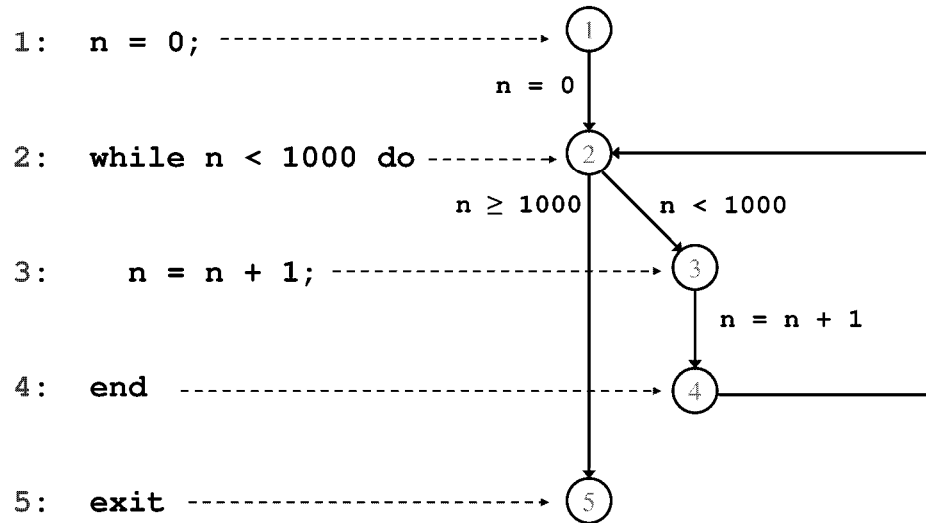 1: n = 0; 1
n = 0
2: while n < 1000 do 2
n ≥ 1000 n < 1000
3: n = n + 1; 3
n = n + 1
4: end 4
5: exit 5